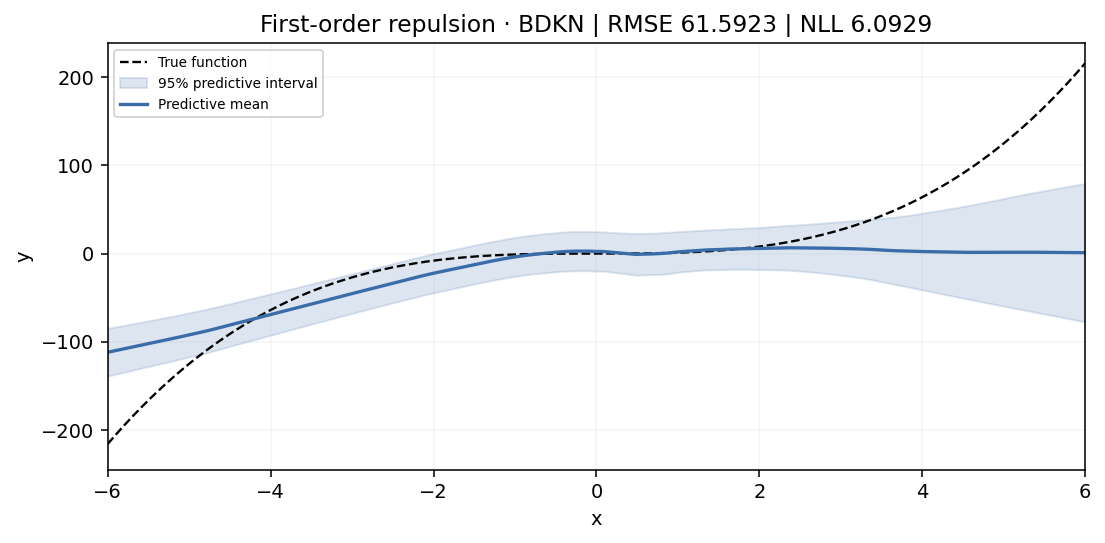 First-order repulsion · BDKN | RMSE 61.5923 | NLL 6.0929
True function
95% predictive interval
Predictive mean
y
200
100
0
−100
−200
−6 −4 −2 0 2 4 6
x